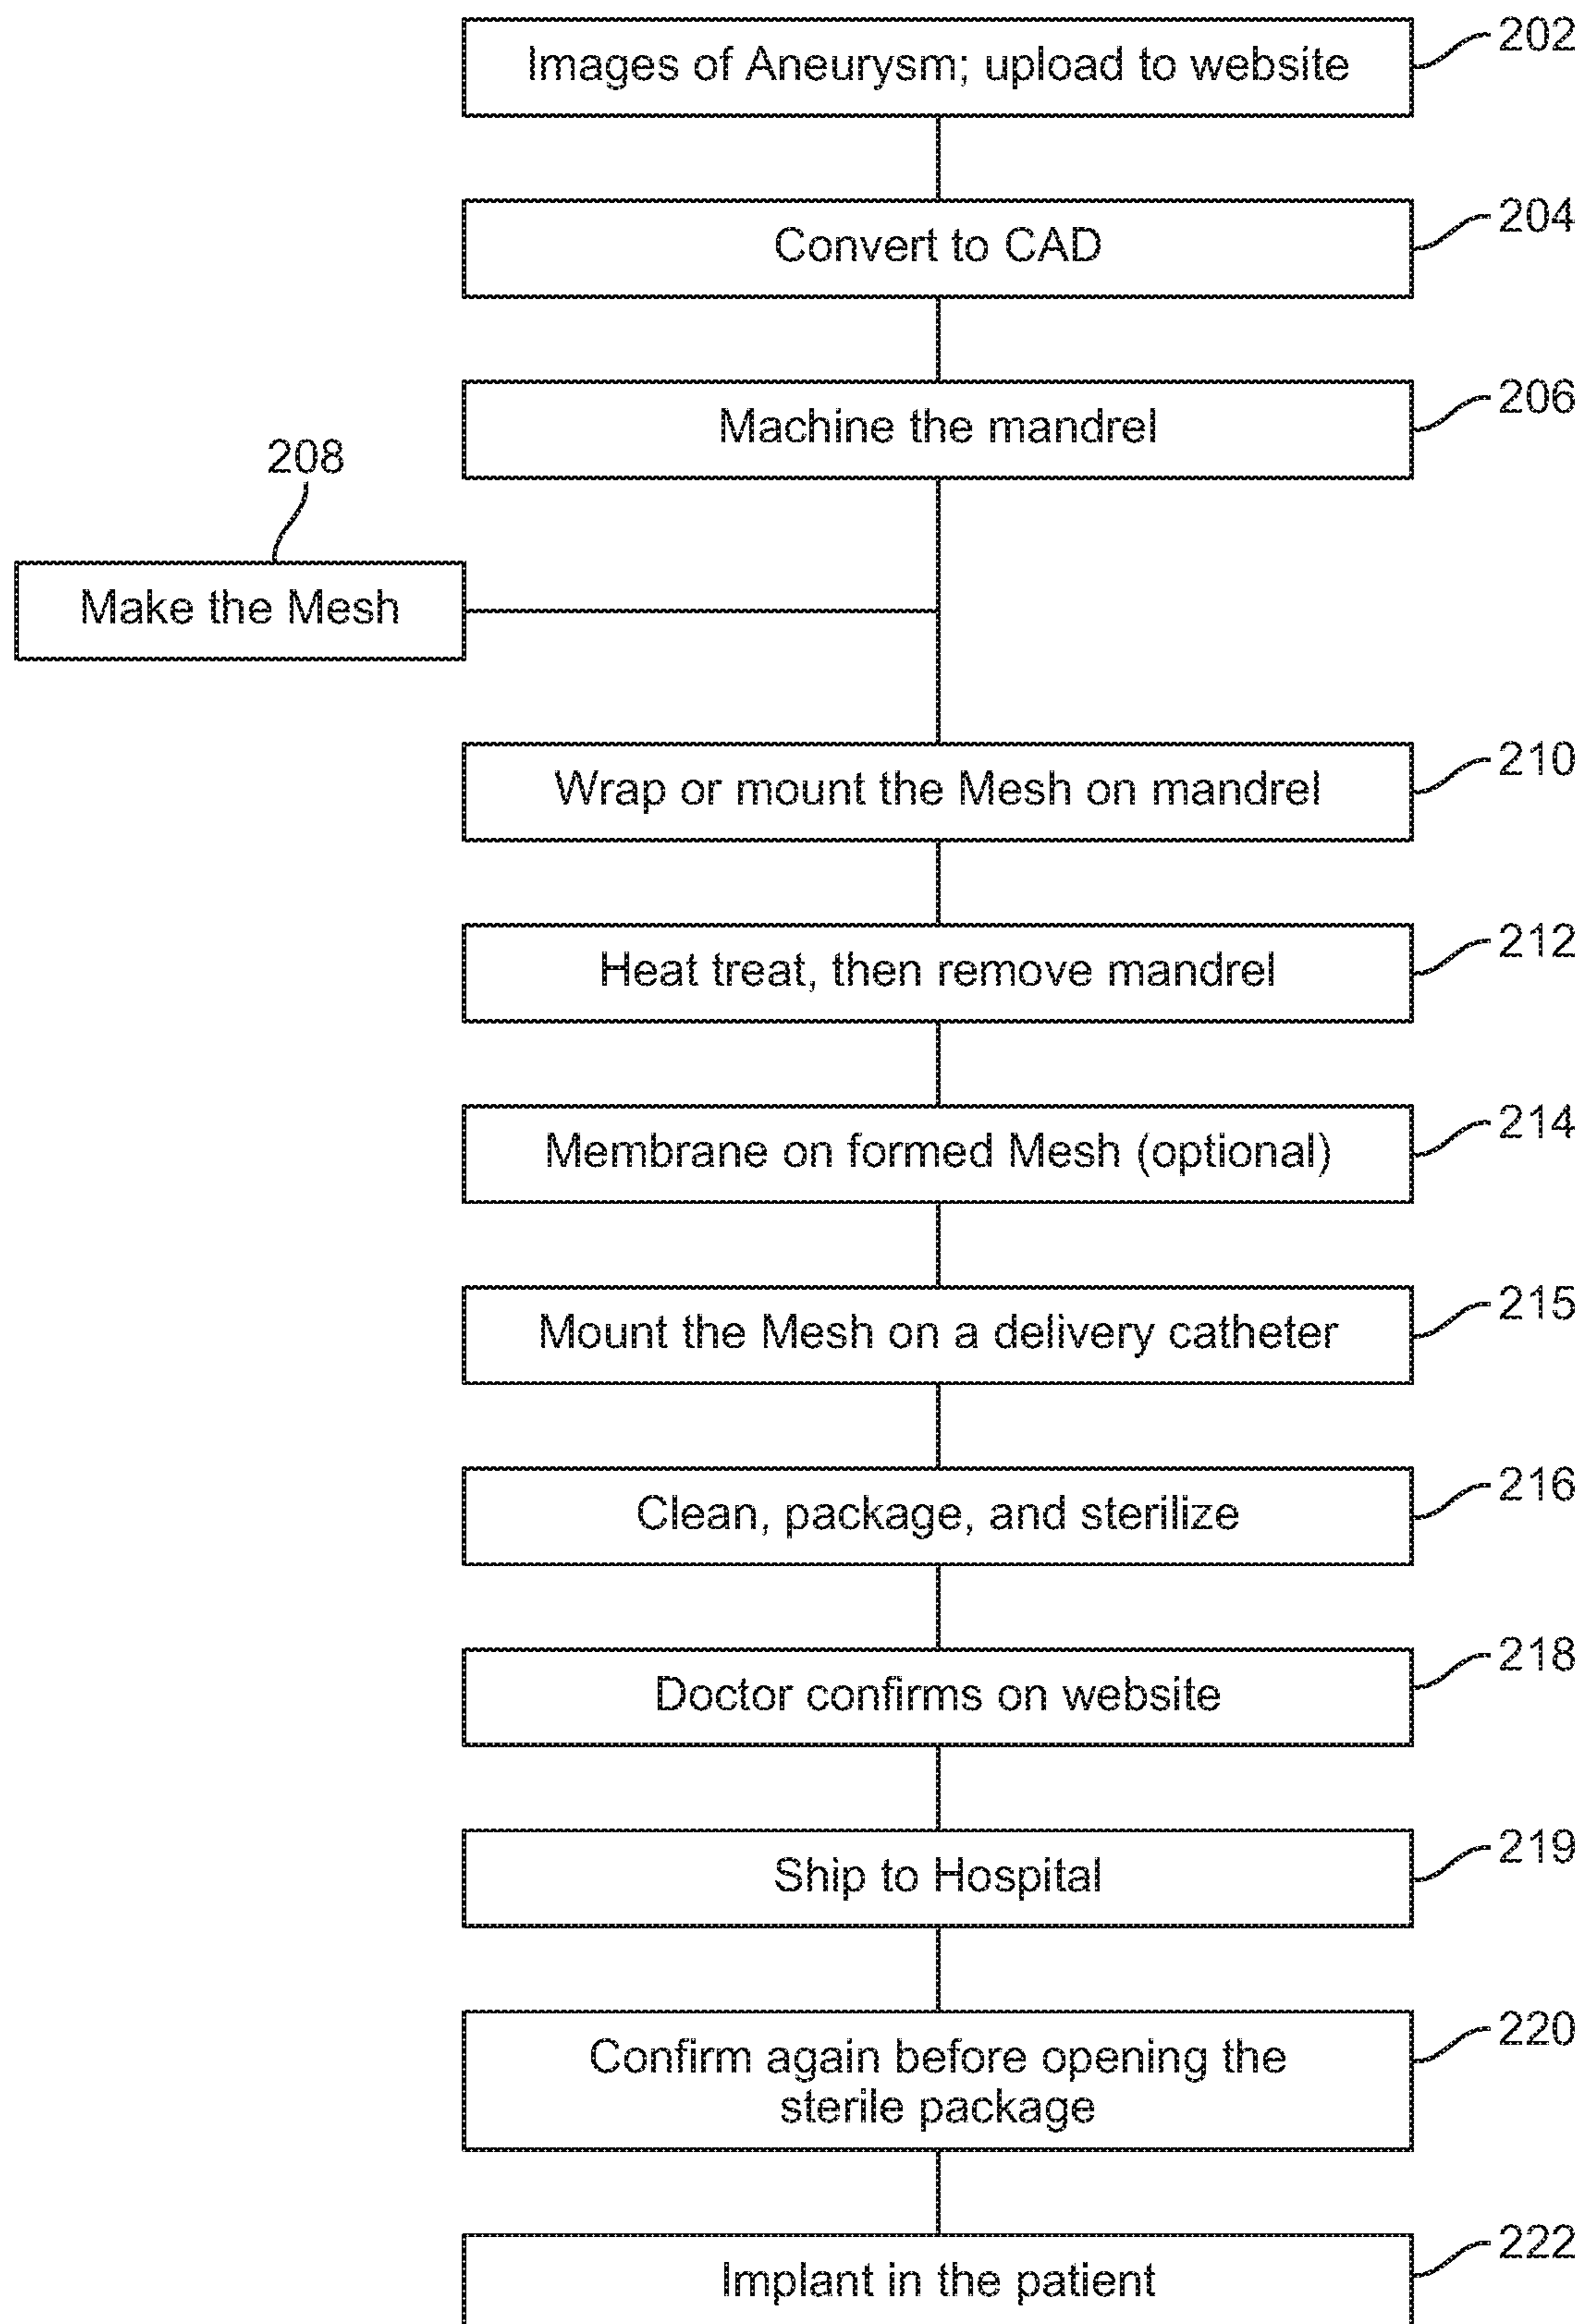 Images of Aneurysm; upload to website
202
Convert to CAD
204
Machine the mandrel
206
208
Make the Mesh
Wrap or mount the Mesh on mandrel
210
Heat treat, then remove mandrel
212
Membrane on formed Mesh (optional)
214
Mount the Mesh on a delivery catheter
215
Clean, package, and sterilize
216
Doctor confirms on website
218
Ship to Hospital
219
Confirm again before opening the
sterile package
220
Implant in the patient
222